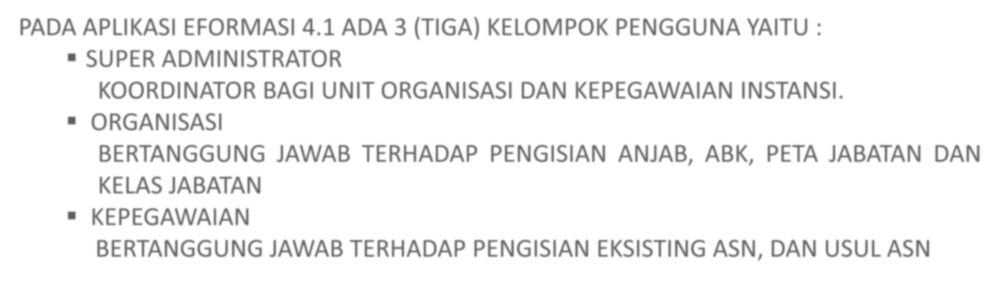 PADA APLIKASI EFORMASI 4.1 ADA 3 (TIGA) KELOMPOK PENGGUNA YAITU :
▪ SUPER ADMINISTRATOR
KOORDINATOR BAGI UNIT ORGANISASI DAN KEPEGAWAIAN INSTANSI.
▪ ORGANISASI
BERTANGGUNG JAWAB TERHADAP PENGISIAN ANJAB, ABK, PETA JABATAN DAN
KELAS JABATAN
▪ KEPEGAWAIAN
BERTANGGUNG JAWAB TERHADAP PENGISIAN EKSISTING ASN, DAN USUL ASN